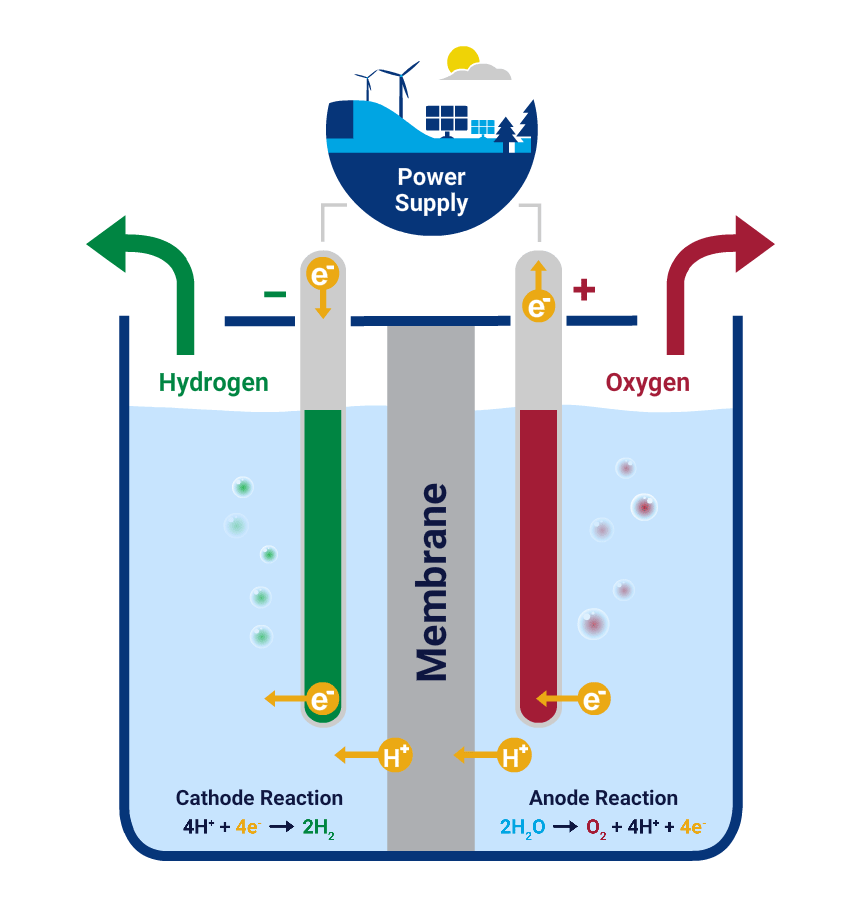 Power
Supply
e⁻
e⁻
−
+
Hydrogen
Oxygen
Membrane
e⁻
e⁻
H⁺
H⁺
Cathode Reaction
4H⁺ + 4e⁻ → 2H₂
Anode Reaction
2H₂O → O₂ + 4H⁺ + 4e⁻